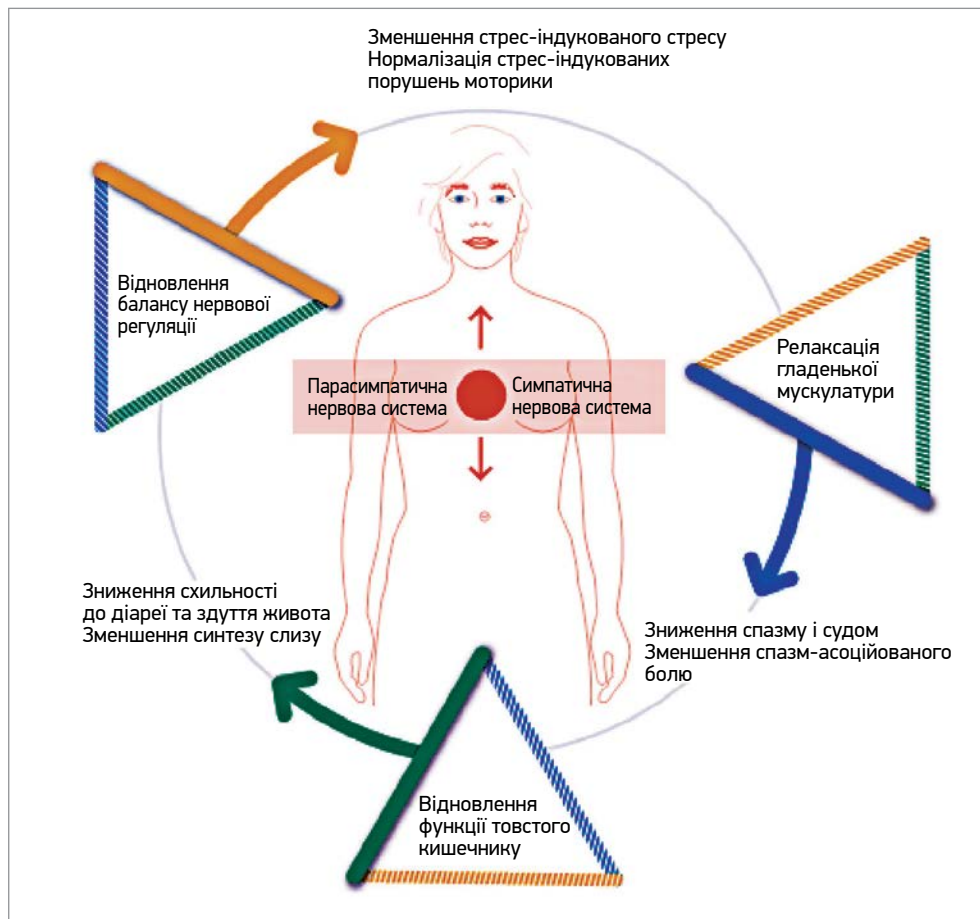 Зменшення стрес-індукованого стресу
Нормалізація стрес-індукованих
порушень моторики
Відновлення
балансу нервової
регуляції
Релаксація
гладенької
мускулатури
Парасимпатична
нервова система
Симпатична
нервова система
Зниження схильності
до діареї та здуття живота
Зменшення синтезу слизу
Зниження спазму і судом
Зменшення спазм-асоційованого
болю
Відновлення
функції товстого
кишечнику